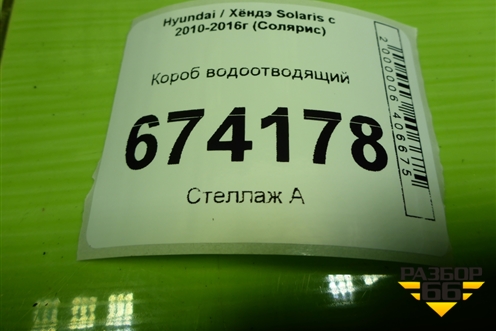 Hyundai / Хёндэ Solaris с
2010-2016г (Солярис)
Короб водоотводящий
674178
Стеллаж А
2000006406675
РАЗБОР
66